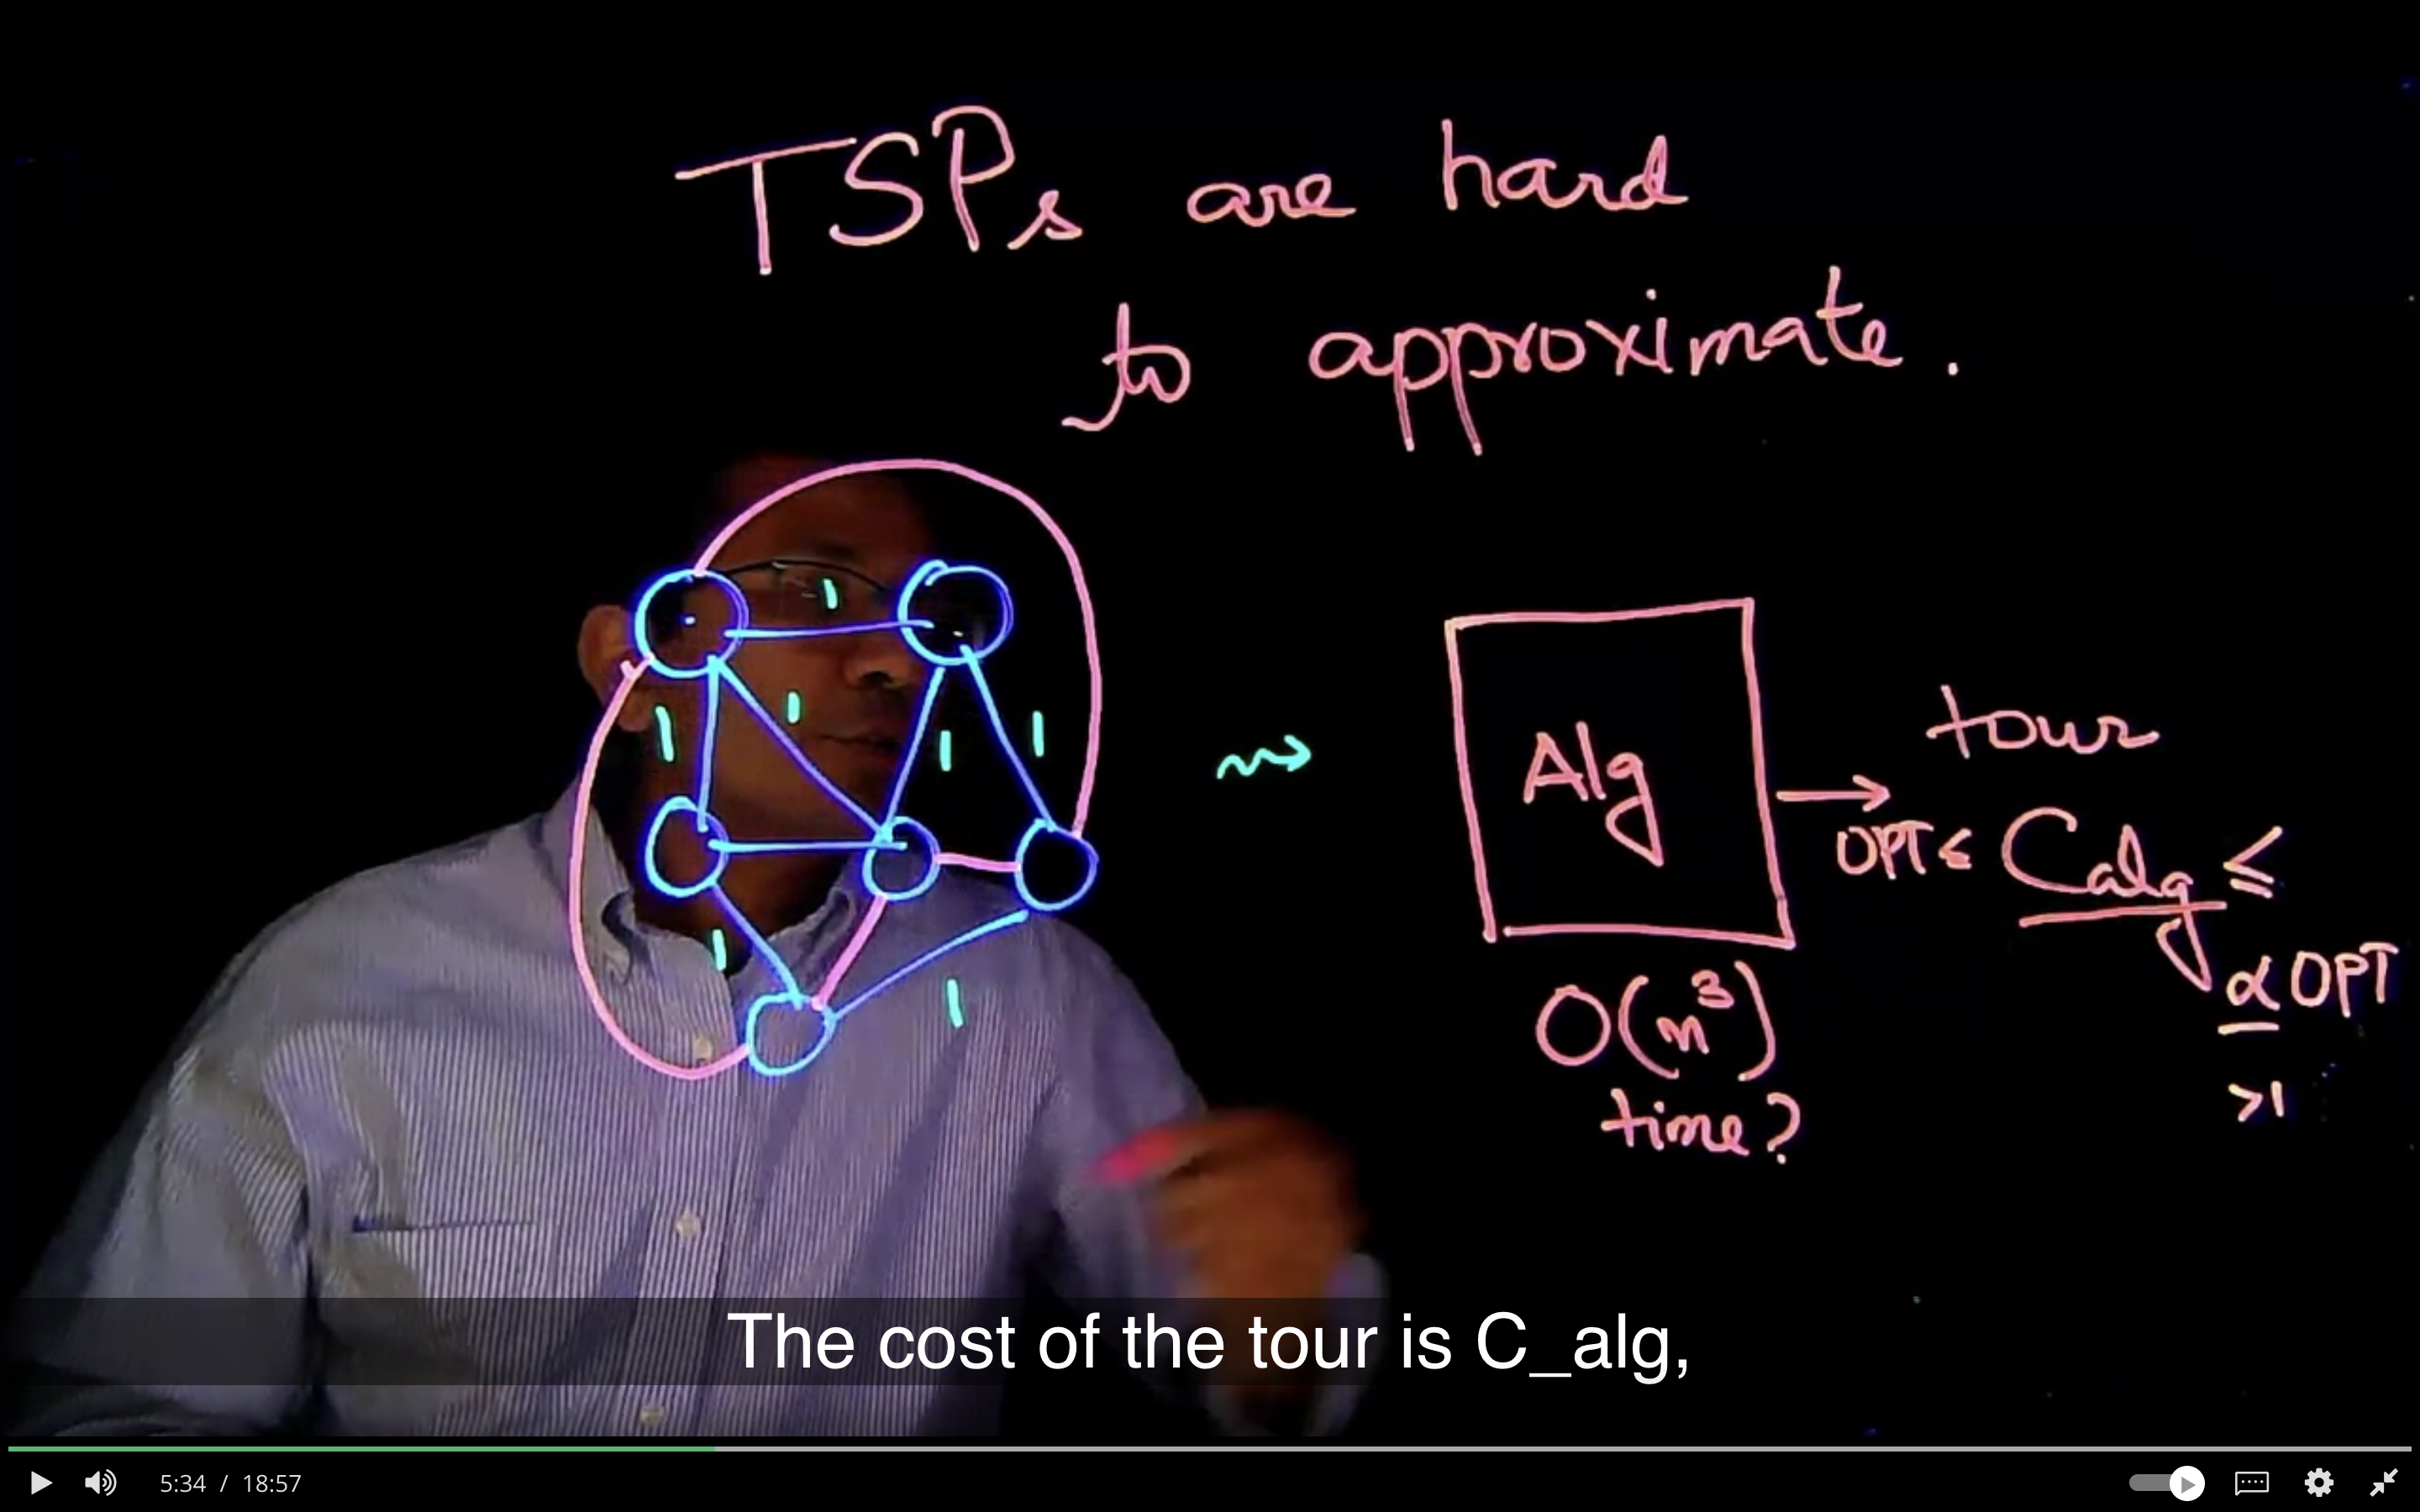 TSPs are hard
to approximate.
1
1 1 1 1
Alg
tour
OPT ≤ Calg ≤
α OPT
>1
1
1
O(n³)
time?
The cost of the tour is C_alg,
5:34 / 18:57